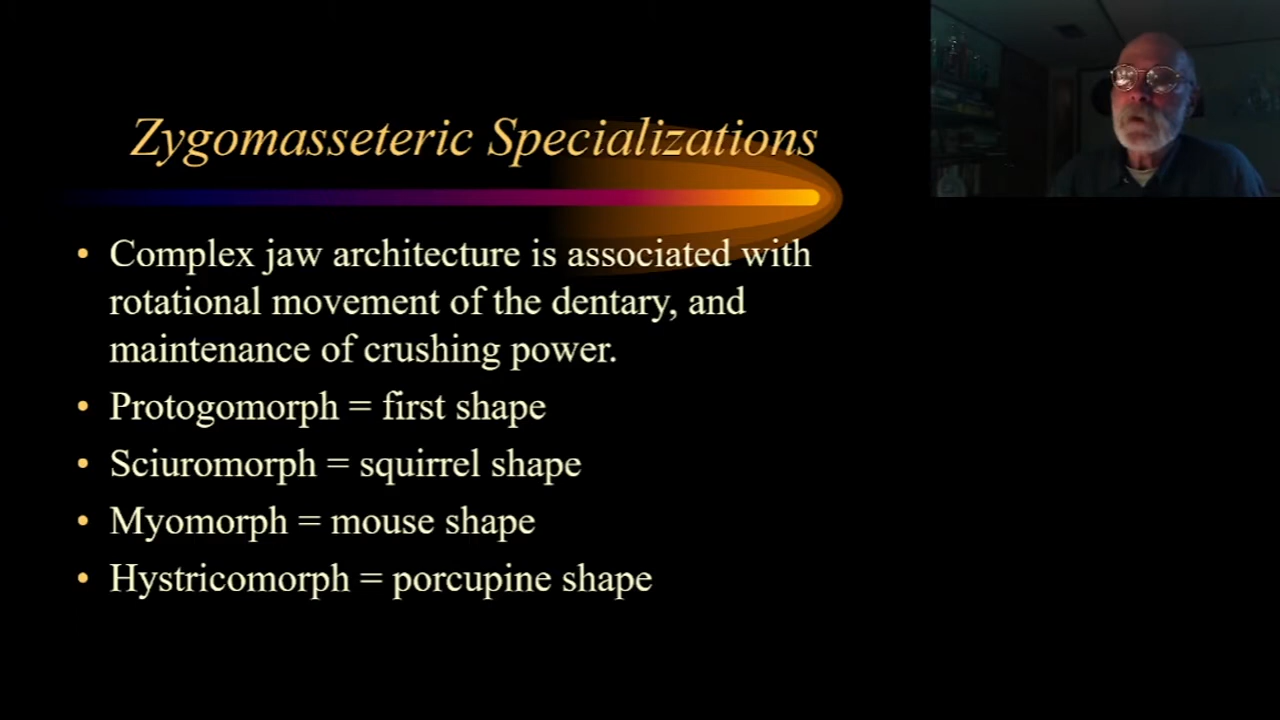 Zygomasseteric Specializations
• Complex jaw architecture is associated with
rotational movement of the dentary, and
maintenance of crushing power.
• Protogomorph = first shape
• Sciuromorph = squirrel shape
• Myomorph = mouse shape
• Hystricomorph = porcupine shape